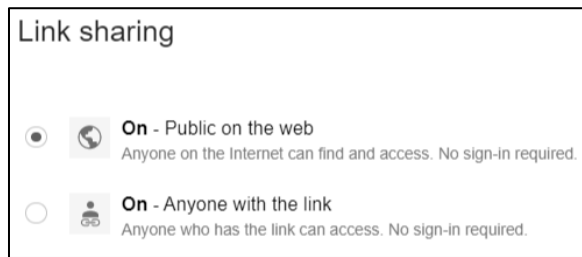 Link sharing
On - Public on the web
Anyone on the Internet can find and access. No sign-in required.
On - Anyone with the link
Anyone who has the link can access. No sign-in required.